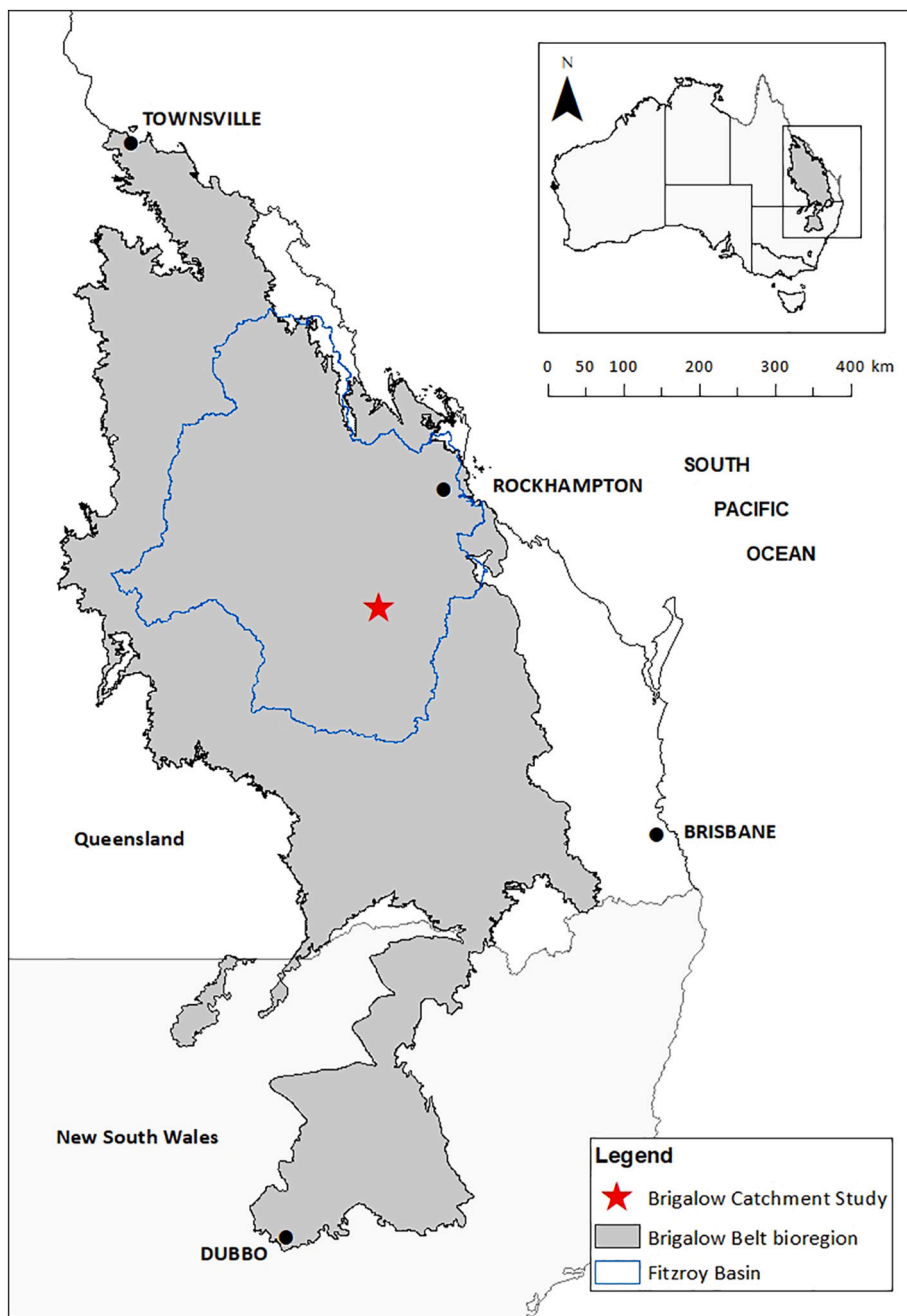 TOWNSVILLE
N
0 50 100 200 300 400 km
ROCKHAMPTON
SOUTH
PACIFIC
OCEAN
Queensland
BRISBANE
New South Wales
DUBBO
Legend
Brigalow Catchment Study
Brigalow Belt bioregion
Fitzroy Basin